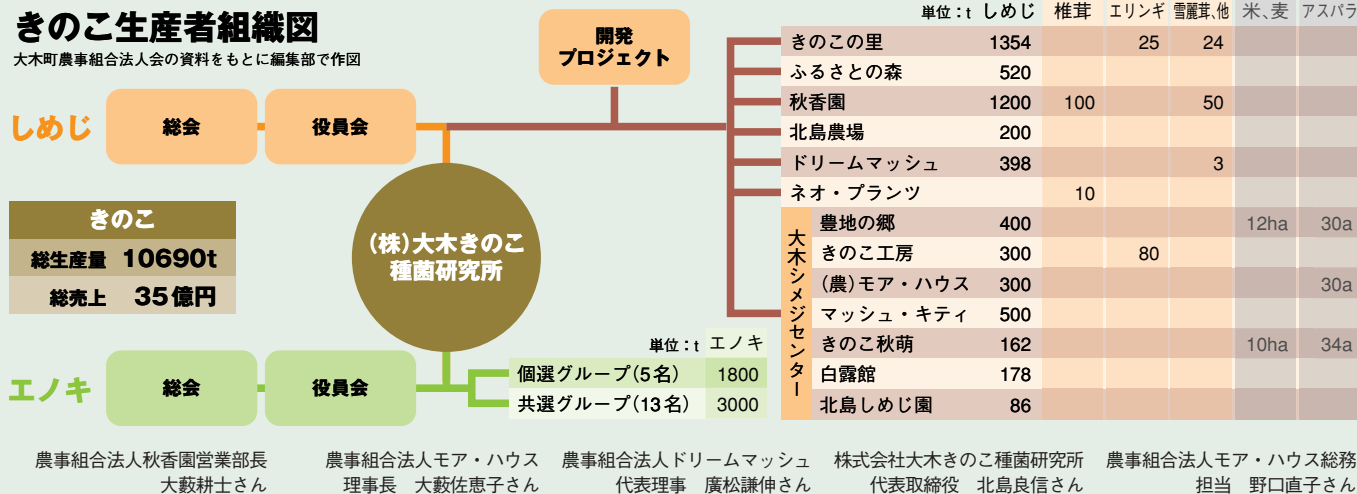 きのこ生産者組織図
大木町農事組合法人会の資料をもとに編集部で作図
開発
プロジェクト
しめじ
総会
役員会
きのこ
総生産量 10690t
総売上 35億円
(株)大木きのこ
種菌研究所
エノキ
総会
役員会
単位：t エノキ
個選グループ(5名) 1800
共選グループ(13名) 3000
単位：t しめじ 椎茸 エリンギ 雪麗茸、他 米、麦 アスパラ
きのこの里 1354 25 24
ふるさとの森 520
秋香園 1200 100 50
北島農場 200
ドリームマッシュ 398 3
ネオ・プランツ 10
大木シメジセンター
豊地の郷 400 12ha 30a
きのこ工房 300 80
(農)モア・ハウス 300 30a
マッシュ・キティ 500
きのこ秋萌 162 10ha 34a
白露館 178
北島しめじ園 86
農事組合法人秋香園営業部長
大藪耕士さん
農事組合法人モア・ハウス
理事長 大藪佐恵子さん
農事組合法人ドリームマッシュ
代表理事 廣松謙伸さん
株式会社大木きのこ種菌研究所
代表取締役 北島良信さん
農事組合法人モア・ハウス総務
担当 野口直子さん